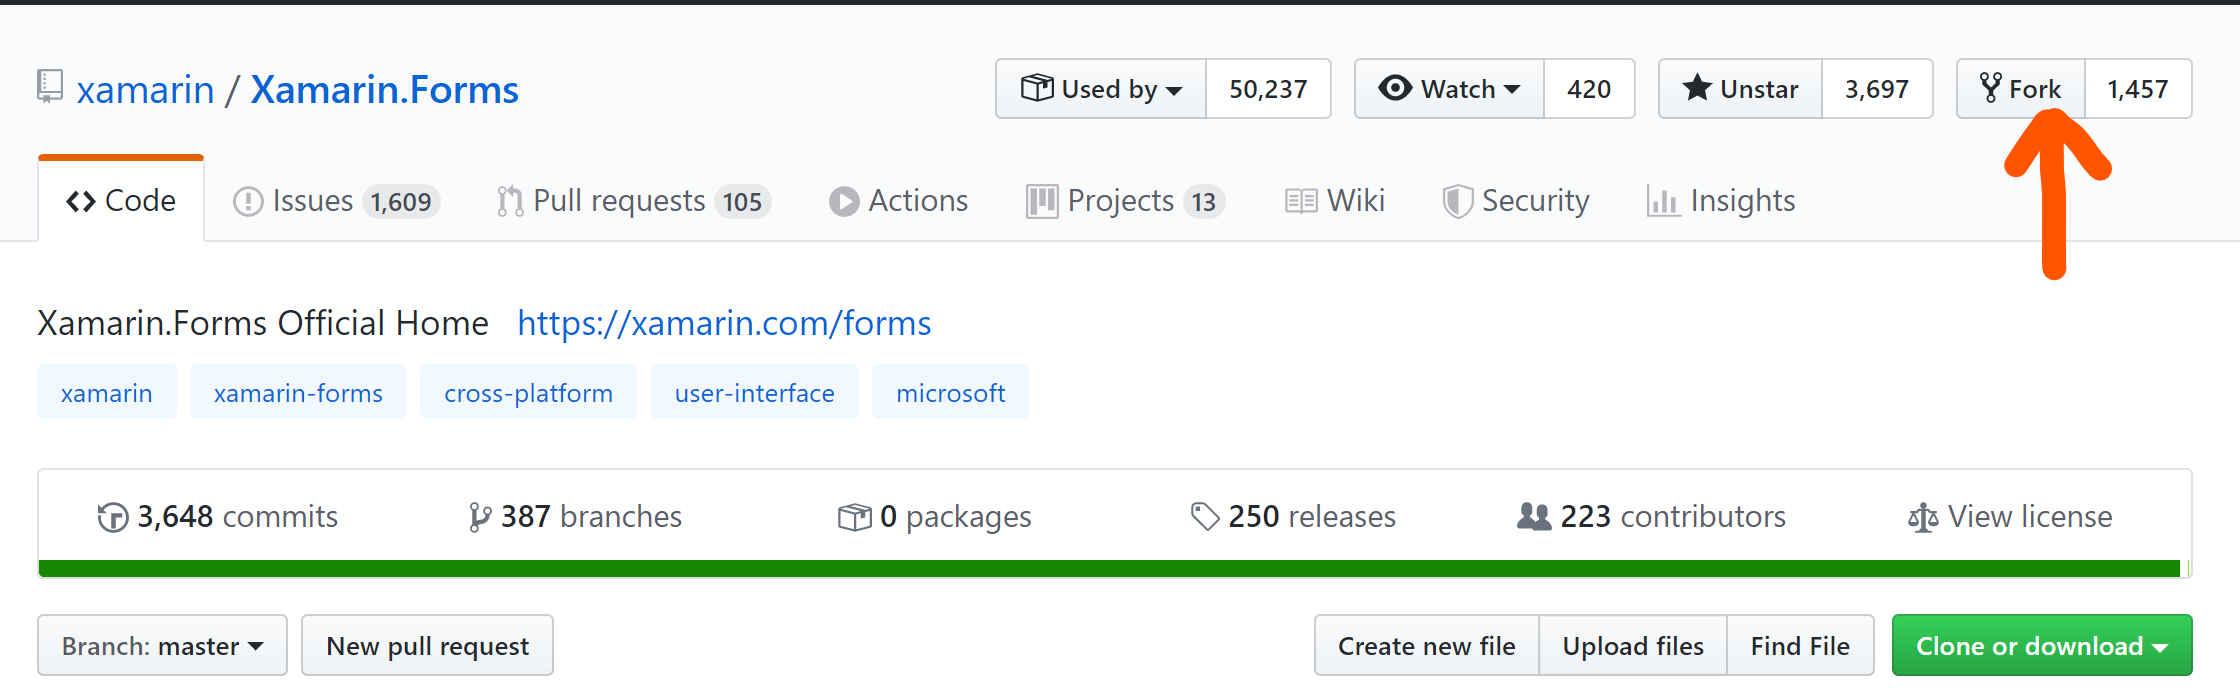 xamarin / Xamarin.Forms
Used by 50,237 Watch 420 Unstar 3,697 Fork 1,457
Code Issues 1,609 Pull requests 105 Actions Projects 13 Wiki Security Insights
Xamarin.Forms Official Home https://xamarin.com/forms
xamarin xamarin-forms cross-platform user-interface microsoft
3,648 commits 387 branches 0 packages 250 releases 223 contributors View license
Branch: master New pull request Create new file Upload files Find File Clone or download